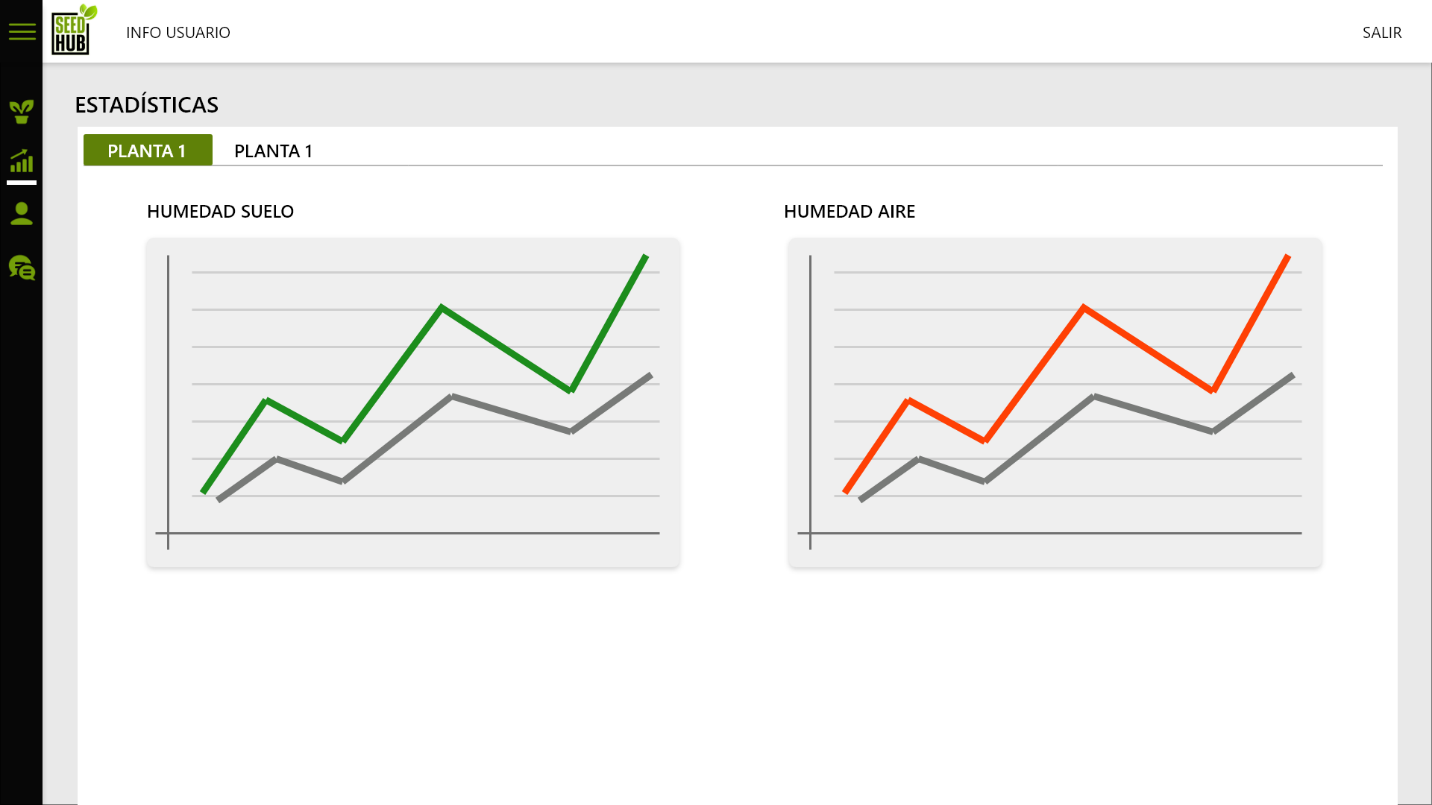 SEED
HUB
INFO USUARIO
SALIR
ESTADÍSTICAS
PLANTA 1
PLANTA 1
HUMEDAD SUELO
HUMEDAD AIRE